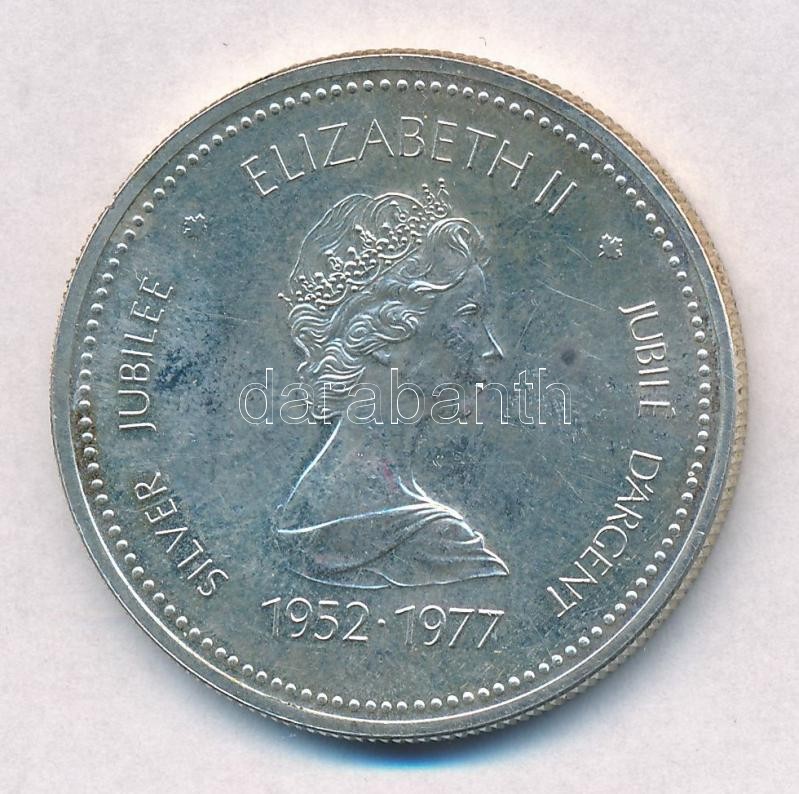 ELIZABETH II
SILVER JUBILEE
JUBILÉ D'ARGENT
1952·1977
darabanth